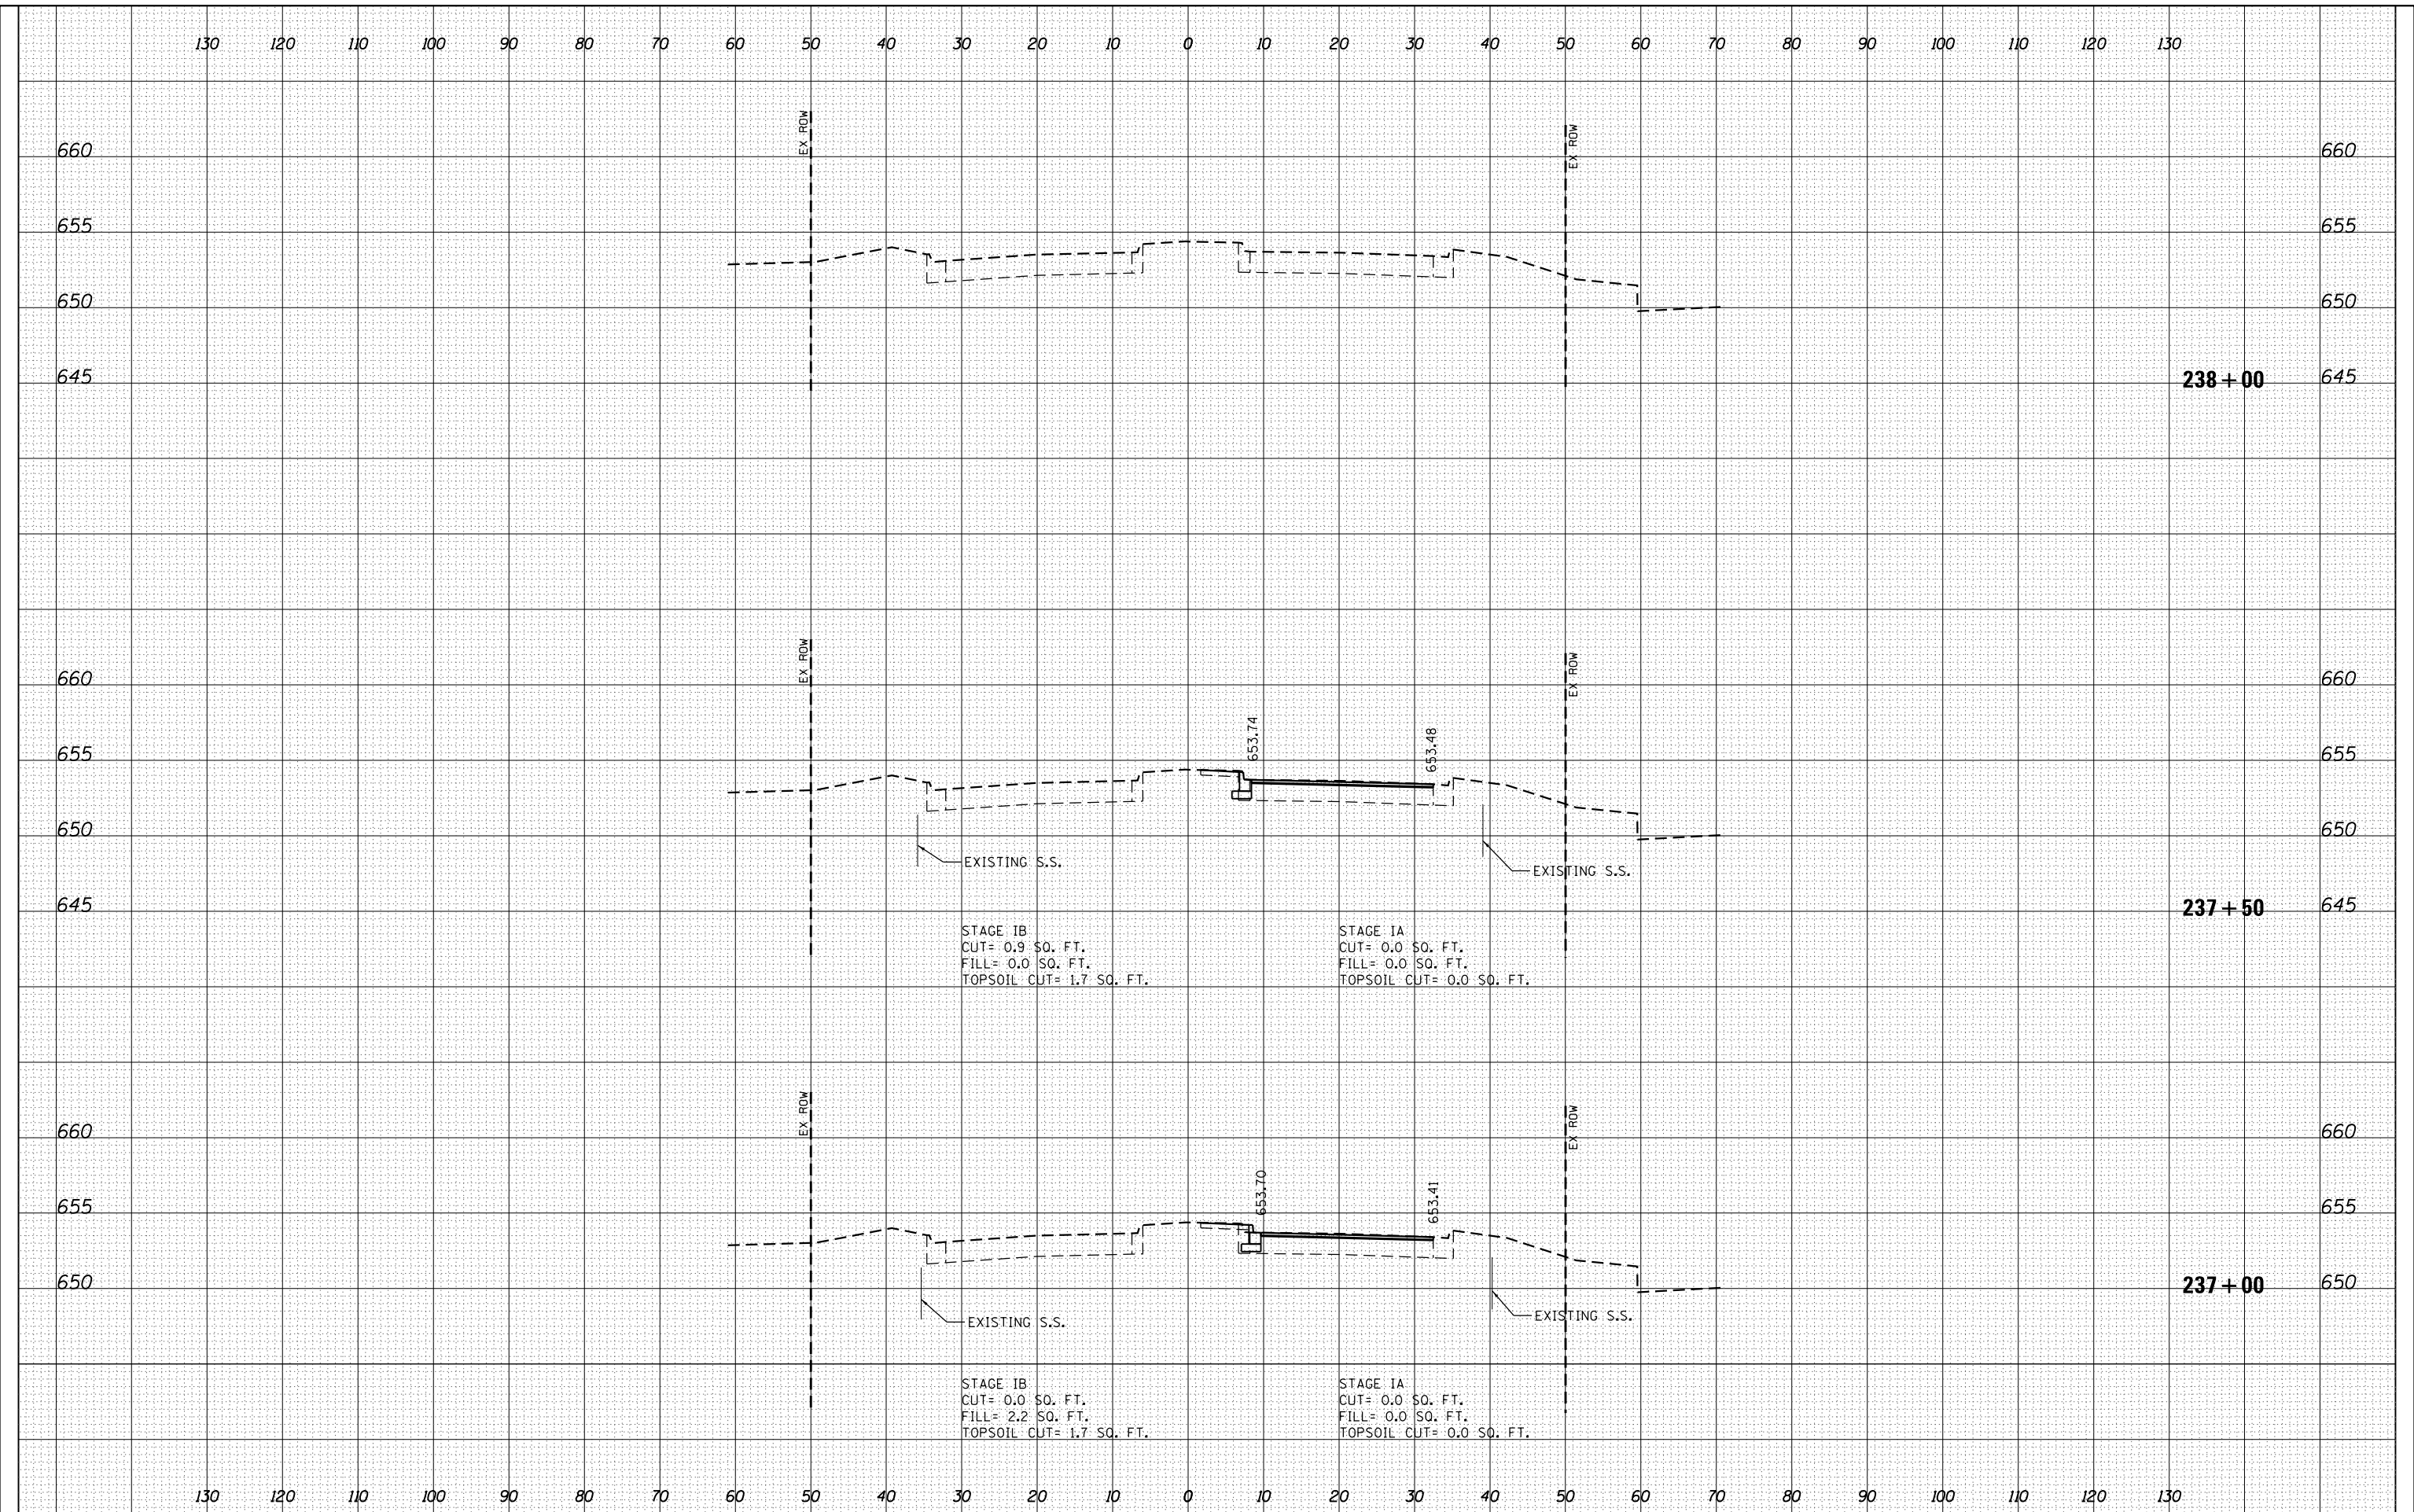 130 120 110 100 90 80 70 60 50 40 30 20 10 0 10 20 30 40 50 60 70 80 90 100 110 120 130
EX ROW
EX ROW
660 660
655 655
650 650
645 238+00 645
EX ROW
EX ROW
660 660
653.74
653.48
655 655
650 650
EXISTING S.S.
EXISTING S.S.
645 237+50 645
STAGE IB
CUT= 0.9 SQ. FT.
FILL= 0.0 SQ. FT.
TOPSOIL CUT= 1.7 SQ. FT.
STAGE IA
CUT= 0.0 SQ. FT.
FILL= 0.0 SQ. FT.
TOPSOIL CUT= 0.0 SQ. FT.
EX ROW
EX ROW
660 660
653.70
653.41
655 655
650 237+00 650
EXISTING S.S.
EXISTING S.S.
STAGE IB
CUT= 0.0 SQ. FT.
FILL= 2.2 SQ. FT.
TOPSOIL CUT= 1.7 SQ. FT.
STAGE IA
CUT= 0.0 SQ. FT.
FILL= 0.0 SQ. FT.
TOPSOIL CUT= 0.0 SQ. FT.
130 120 110 100 90 80 70 60 50 40 30 20 10 0 10 20 30 40 50 60 70 80 90 100 110 120 130